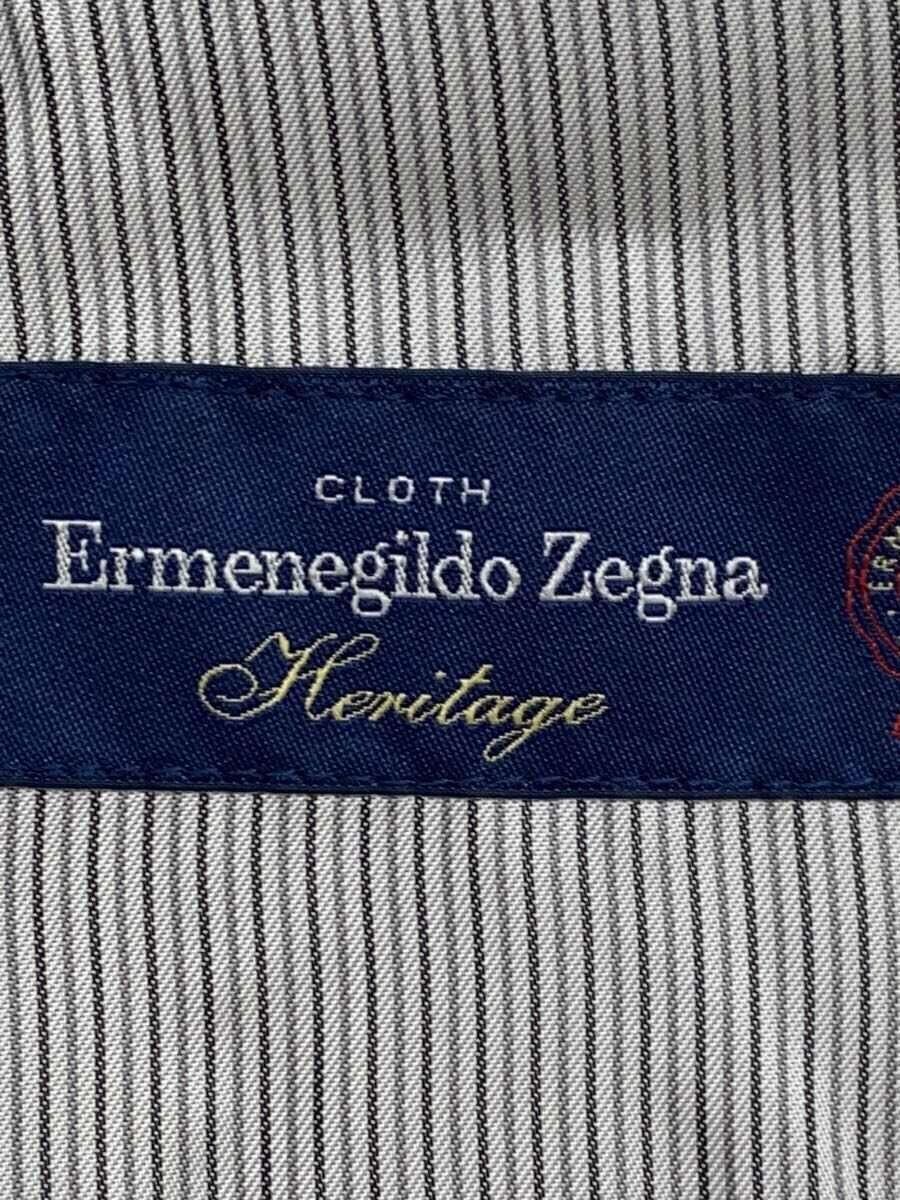 CLOTH
Ermenegildo Zegna
Heritage